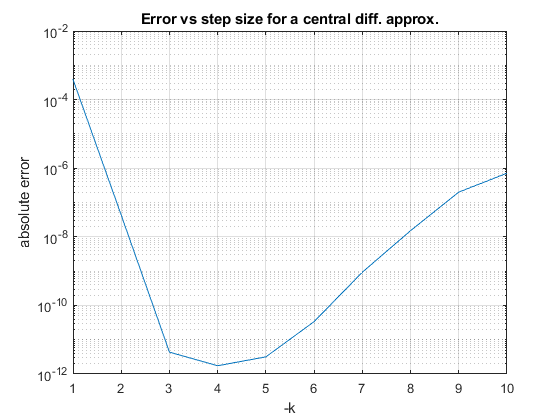 Error vs step size for a central diff. approx.
absolute error
10^-2
10^-4
10^-6
10^-8
10^-10
10^-12
1 2 3 4 5 6 7 8 9 10
-k